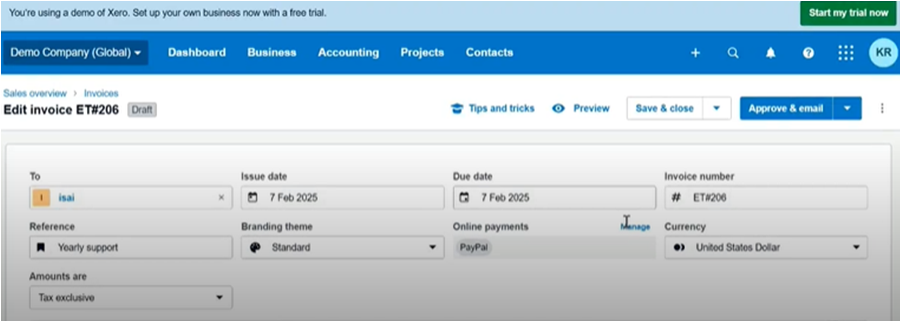 You're using a demo of Xero. Set up your own business now with a free trial.
Start my trial now
Demo Company (Global)
Dashboard
Business
Accounting
Projects
Contacts
KR
Sales overview › Invoices
Edit invoice ET#206
Draft
Tips and tricks
Preview
Save & close
Approve & email
To
Issue date
Due date
Invoice number
I isai ×
7 Feb 2025
7 Feb 2025
# ET#206
Reference
Branding theme
Online payments
Manage
Currency
Yearly support
Standard
PayPal
United States Dollar
Amounts are
Tax exclusive